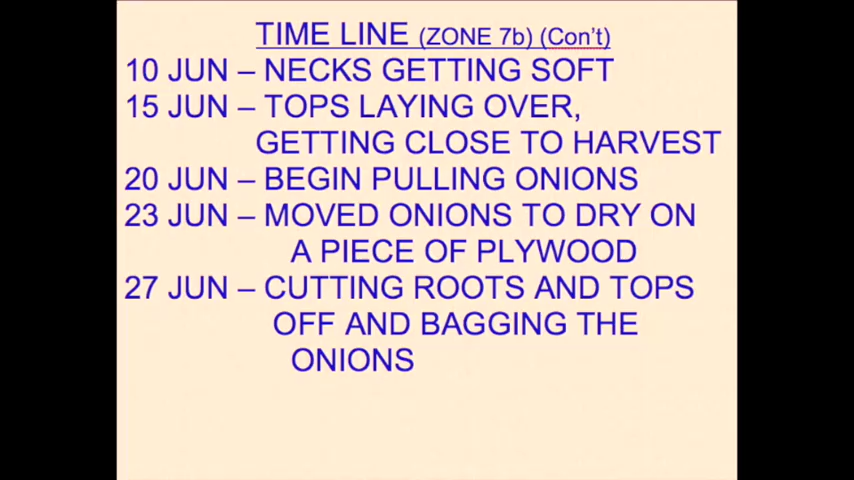 TIME LINE (ZONE 7b) (Con't)
10 JUN – NECKS GETTING SOFT
15 JUN – TOPS LAYING OVER,
GETTING CLOSE TO HARVEST
20 JUN – BEGIN PULLING ONIONS
23 JUN – MOVED ONIONS TO DRY ON
A PIECE OF PLYWOOD
27 JUN – CUTTING ROOTS AND TOPS
OFF AND BAGGING THE
ONIONS